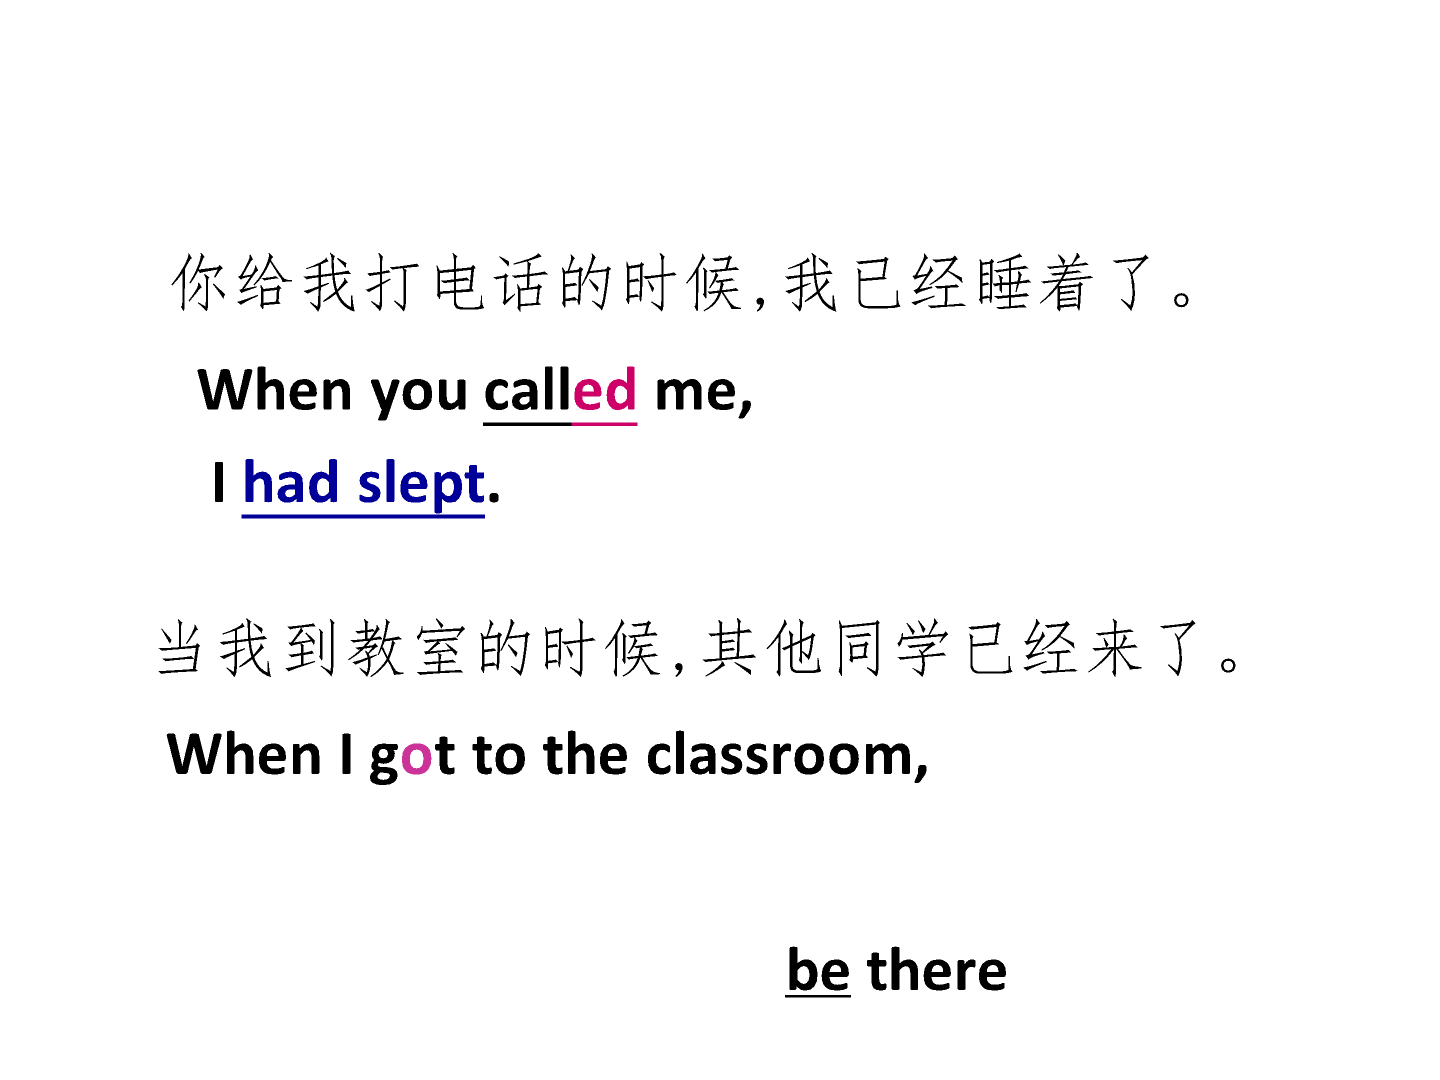 你给我打电话的时候,我已经睡着了。
When you called me,
I had slept.
当我到教室的时候,其他同学已经来了。
When I got to the classroom,
be there